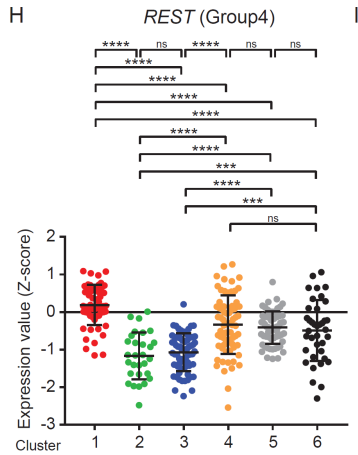 H
REST (Group4)
I
**** ns **** ns ns
****
****
****
****
****
****
***
****
***
ns
Expression value (Z-score)
2
1
0
-1
-2
-3
Cluster 1 2 3 4 5 6